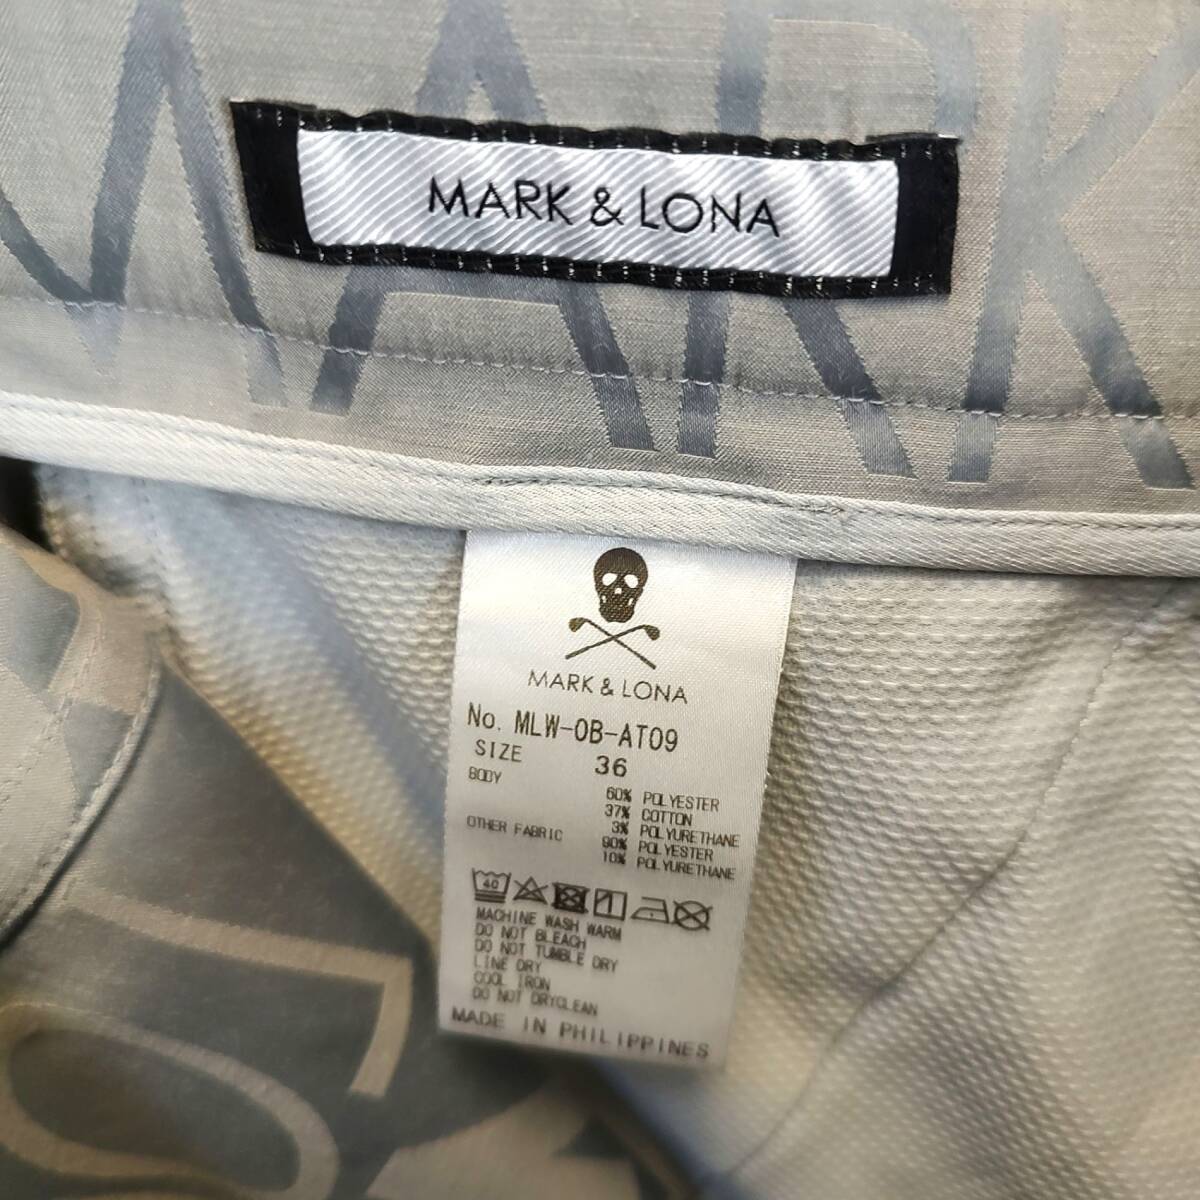 MARK
MARK & LONA
MARK & LONA
No. MLW-0B-AT09
SIZE 36
BODY
60% POLYESTER
37% COTTON
3% POLYURETHANE
OTHER FABRIC
90% POLYESTER
10% POLYURETHANE
40
MACHINE WASH WARM
DO NOT BLEACH
DO NOT TUMBLE DRY
LINE DRY
COOL IRON
DO NOT DRYCLEAN
MADE IN PHILIPPINES